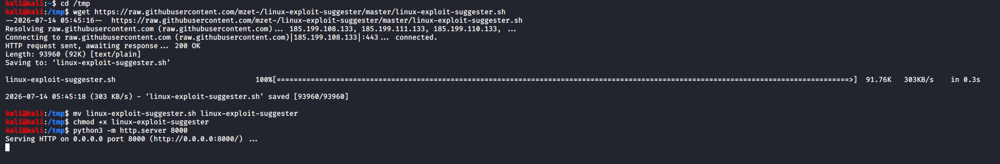 kali@kali:~$ cd /tmp
kali@kali:/tmp$ wget https://raw.githubusercontent.com/mzet-/linux-exploit-suggester/master/linux-exploit-suggester.sh
--2026-07-14 05:45:16--  https://raw.githubusercontent.com/mzet-/linux-exploit-suggester/master/linux-exploit-suggester.sh
Resolving raw.githubusercontent.com (raw.githubusercontent.com)... 185.199.108.133, 185.199.111.133, 185.199.110.133, ...
Connecting to raw.githubusercontent.com (raw.githubusercontent.com)|185.199.108.133|:443... connected.
HTTP request sent, awaiting response... 200 OK
Length: 93960 (92K) [text/plain]
Saving to: ‘linux-exploit-suggester.sh’
linux-exploit-suggester.sh 100%[=======================================================================================================================================>] 91.76K 303KB/s in 0.3s
2026-07-14 05:45:18 (303 KB/s) - ‘linux-exploit-suggester.sh’ saved [93960/93960]
kali@kali:/tmp$ mv linux-exploit-suggester.sh linux-exploit-suggester
kali@kali:/tmp$ chmod +x linux-exploit-suggester
kali@kali:/tmp$ python3 -m http.server 8000
Serving HTTP on 0.0.0.0 port 8000 (http://0.0.0.0:8000/) ...